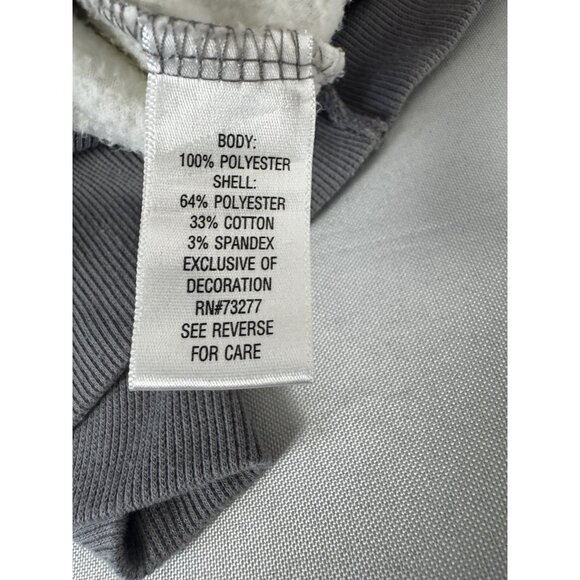 BODY:
100% POLYESTER
SHELL:
64% POLYESTER
33% COTTON
3% SPANDEX
EXCLUSIVE OF
DECORATION
RN#73277
SEE REVERSE
FOR CARE